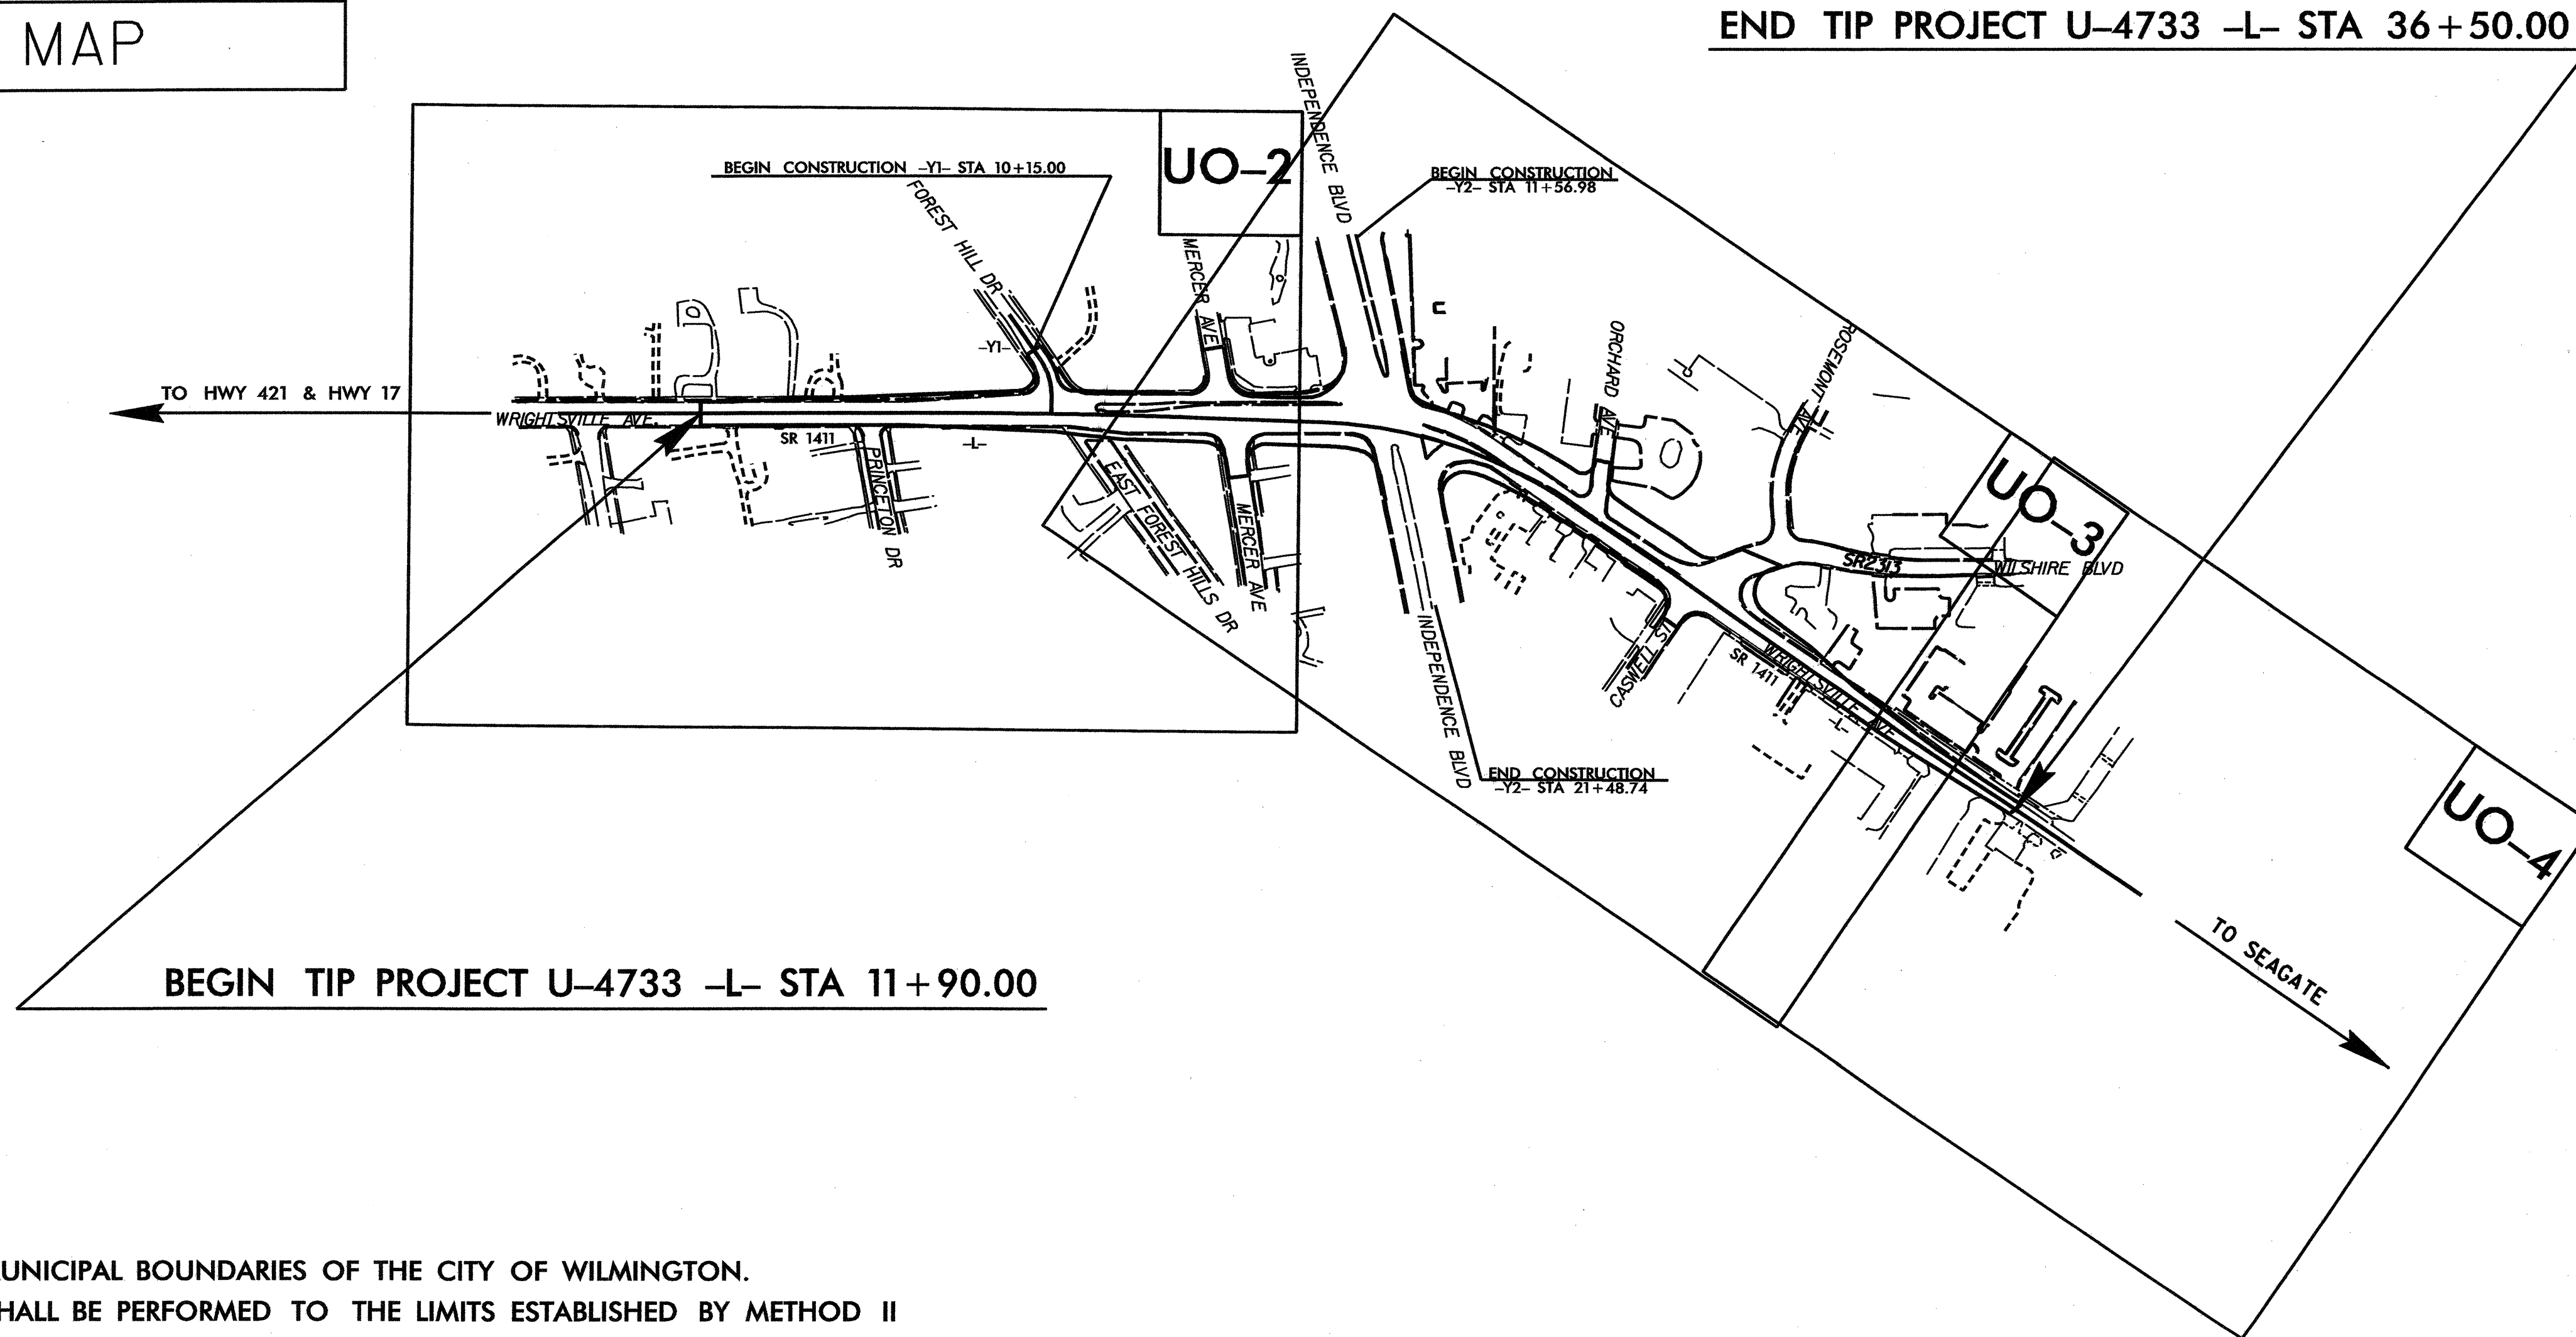 MAP
END TIP PROJECT U–4733 –L– STA 36+50.00
INDEPENDENCE BLVD
UO–2
BEGIN CONSTRUCTION –Y1– STA 10+15.00
BEGIN CONSTRUCTION
–Y2– STA 11+56.98
FOREST HILL DR
MERCER AVE
ORCHARD AVE
ROSEMONT AVE
–Y1–
TO HWY 421 & HWY 17
WRIGHTSVILLE AVE.
SR 1411
–L–
PRINCETON DR
EAST FOREST HILLS DR
MERCER AVE
UO–3
SR2313
WILSHIRE BLVD
INDEPENDENCE BLVD
CASWELL ST
SR 1411
WRIGHTSVILLE AVE
–L–
END CONSTRUCTION
–Y2– STA 21+48.74
UO–4
TO SEAGATE
BEGIN TIP PROJECT U–4733 –L– STA 11+90.00
UNICIPAL BOUNDARIES OF THE CITY OF WILMINGTON.
HALL BE PERFORMED TO THE LIMITS ESTABLISHED BY METHOD II